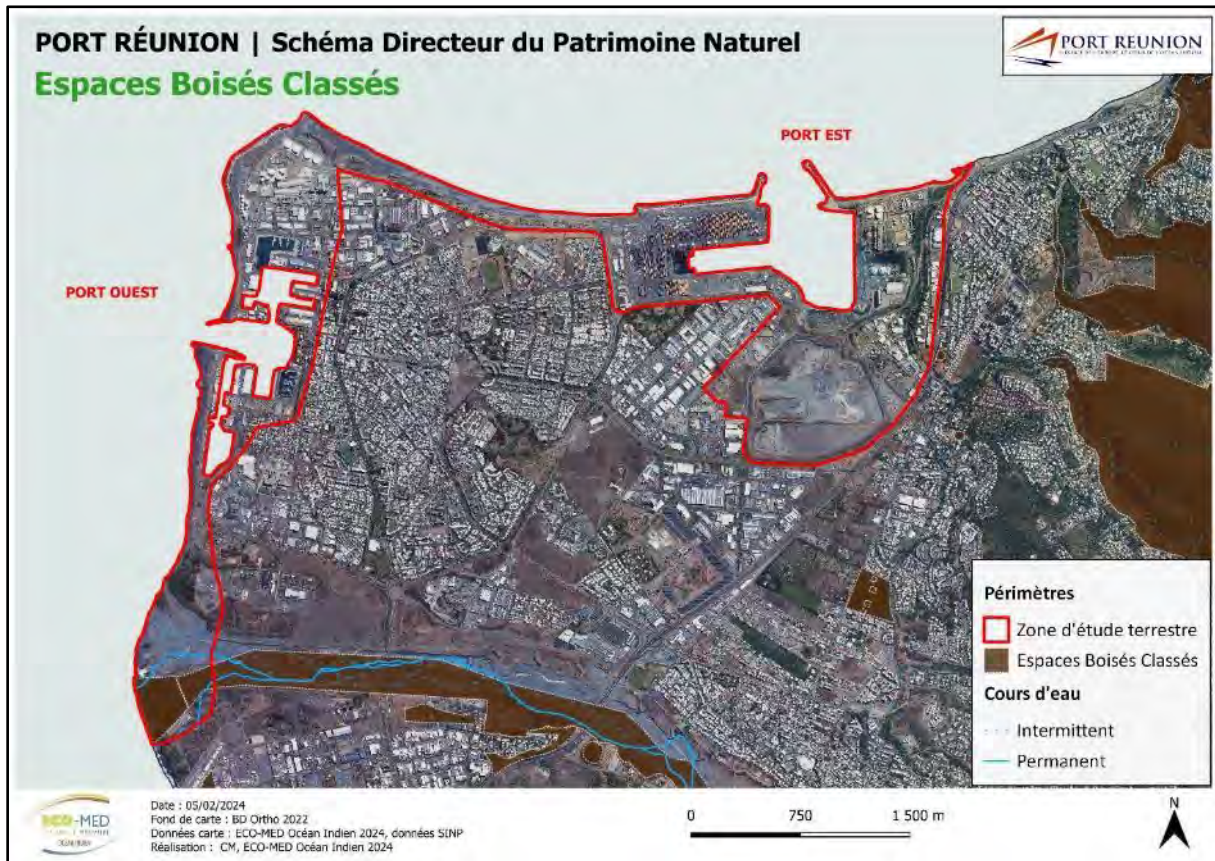 PORT RÉUNION | Schéma Directeur du Patrimoine Naturel
Espaces Boisés Classés
PORT REUNION
PORT EST
PORT OUEST
Périmètres
Zone d'étude terrestre
Espaces Boisés Classés
Cours d'eau
Intermittent
Permanent
ECO-MED
Date : 05/02/2024
Fond de carte : BD Ortho 2022
Données carte : ECO-MED Océan Indien 2024, données SINP
Réalisation : CM, ECO-MED Océan Indien 2024
0 750 1 500 m
N